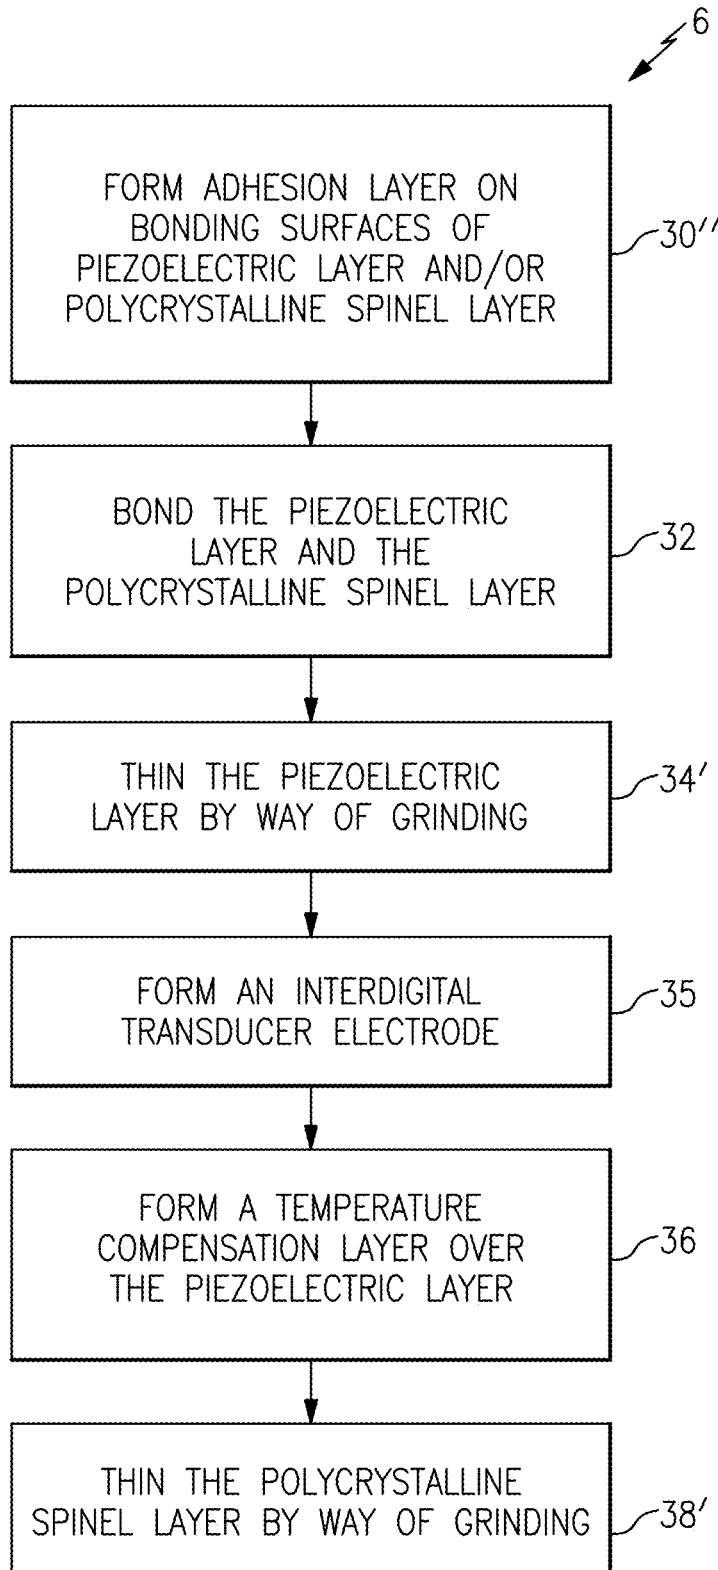 6
FORM ADHESION LAYER ON
BONDING SURFACES OF
PIEZOELECTRIC LAYER AND/OR
POLYCRYSTALLINE SPINEL LAYER
30′′
BOND THE PIEZOELECTRIC
LAYER AND THE
POLYCRYSTALLINE SPINEL LAYER
32
THIN THE PIEZOELECTRIC
LAYER BY WAY OF GRINDING
34′
FORM AN INTERDIGITAL
TRANSDUCER ELECTRODE
35
FORM A TEMPERATURE
COMPENSATION LAYER OVER
THE PIEZOELECTRIC LAYER
36
THIN THE POLYCRYSTALLINE
SPINEL LAYER BY WAY OF GRINDING
38′